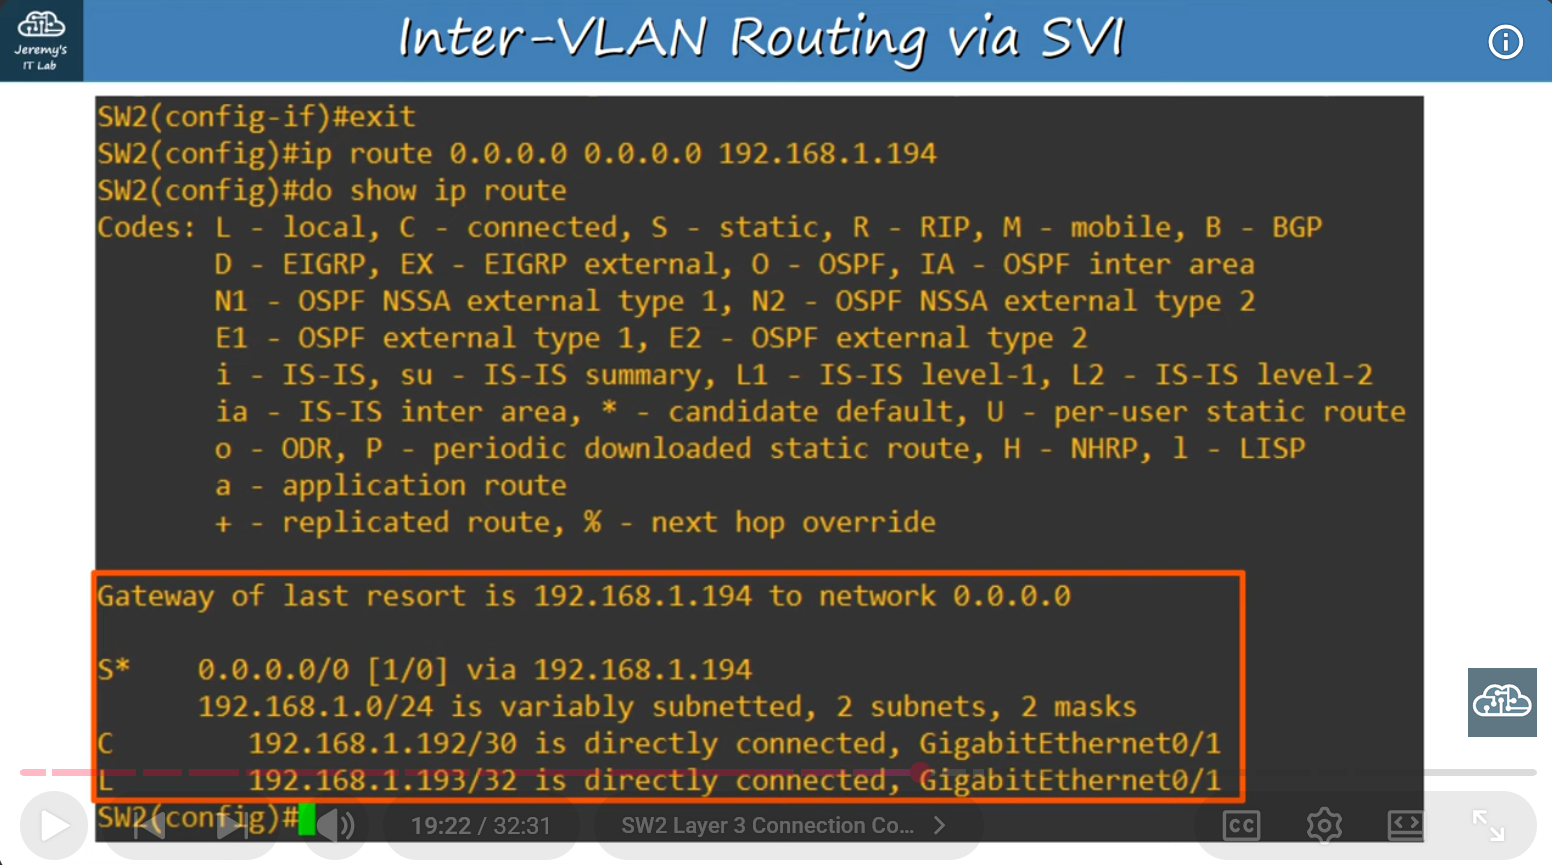 Jeremy's
IT Lab
Inter-VLAN Routing via SVI
SW2(config-if)#exit
SW2(config)#ip route 0.0.0.0 0.0.0.0 192.168.1.194
SW2(config)#do show ip route
Codes: L - local, C - connected, S - static, R - RIP, M - mobile, B - BGP
D - EIGRP, EX - EIGRP external, O - OSPF, IA - OSPF inter area
N1 - OSPF NSSA external type 1, N2 - OSPF NSSA external type 2
E1 - OSPF external type 1, E2 - OSPF external type 2
i - IS-IS, su - IS-IS summary, L1 - IS-IS level-1, L2 - IS-IS level-2
ia - IS-IS inter area, * - candidate default, U - per-user static route
o - ODR, P - periodic downloaded static route, H - NHRP, l - LISP
a - application route
+ - replicated route, % - next hop override
Gateway of last resort is 192.168.1.194 to network 0.0.0.0
S* 0.0.0.0/0 [1/0] via 192.168.1.194
192.168.1.0/24 is variably subnetted, 2 subnets, 2 masks
C 192.168.1.192/30 is directly connected, GigabitEthernet0/1
L 192.168.1.193/32 is directly connected, GigabitEthernet0/1
SW2(config)#
19:22 / 32:31
SW2 Layer 3 Connection Co...
CC